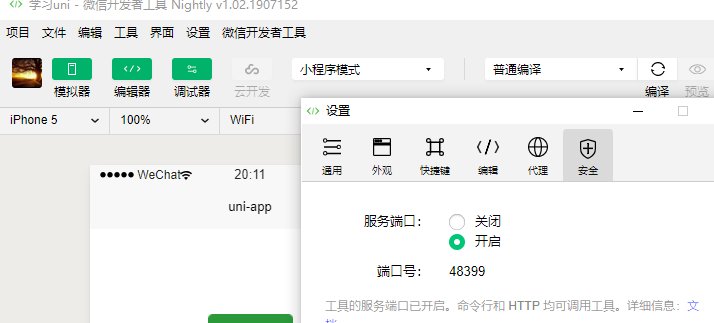 学习uni - 微信开发者工具 Nightly v1.02.1907152
项目 文件 编辑 工具 界面 设置 微信开发者工具
模拟器 编辑器 调试器 云开发 小程序模式 普通编译 编译 预览
iPhone 5 100% WiFi
设置
通用 外观 快捷键 编辑 代理 安全
WeChat 20:11
uni-app
服务端口： 关闭
开启
端口号： 48399
工具的服务端口已开启。命令行和 HTTP 均可调用工具。详细信息：文
档